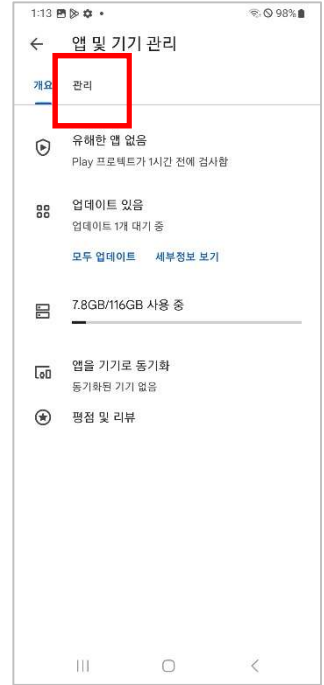 1:13 98%
앱 및 기기 관리
개요 관리
유해한 앱 없음
Play 프로텍트가 1시간 전에 검사함
업데이트 있음
업데이트 1개 대기 중
모두 업데이트 세부정보 보기
7.8GB/116GB 사용 중
앱을 기기로 동기화
동기화된 기기 없음
평점 및 리뷰